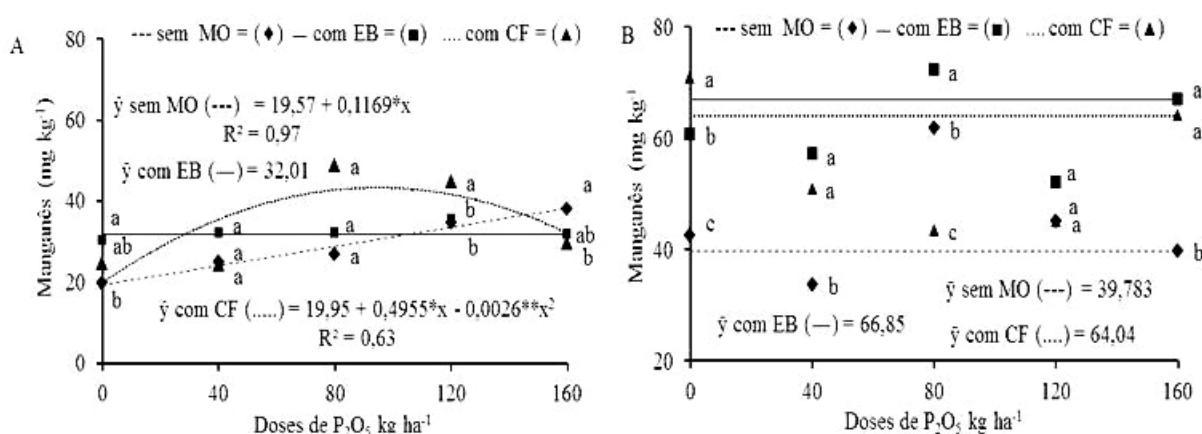 A
--- sem MO = (◆) — com EB = (■) .... com CF = (▲)
80
60
40
20
0
Manganês (mg kg⁻¹)
ŷ sem MO (---) = 19,57 + 0,1169*x
R² = 0,97
ȳ com EB (—) = 32,01
a
ab
b
a
a
a
a
a
a
b
b
a
ab
b
ŷ com CF (.....) = 19,95 + 0,4955*x - 0,0026**x²
R² = 0,63
0 40 80 120 160
Doses de P₂O₅ kg ha⁻¹
B
--- sem MO = (◆) — com EB = (■) .... com CF = (▲)
80
60
40
20
Manganês (mg kg⁻¹)
a
b
c
a
a
b
a
b
c
a
a
a
a
a
b
ȳ sem MO (---) = 39,783
ȳ com EB (—) = 66,85
ȳ com CF (....) = 64,04
0 40 80 120 160
Doses de P₂O₅ kg ha⁻¹